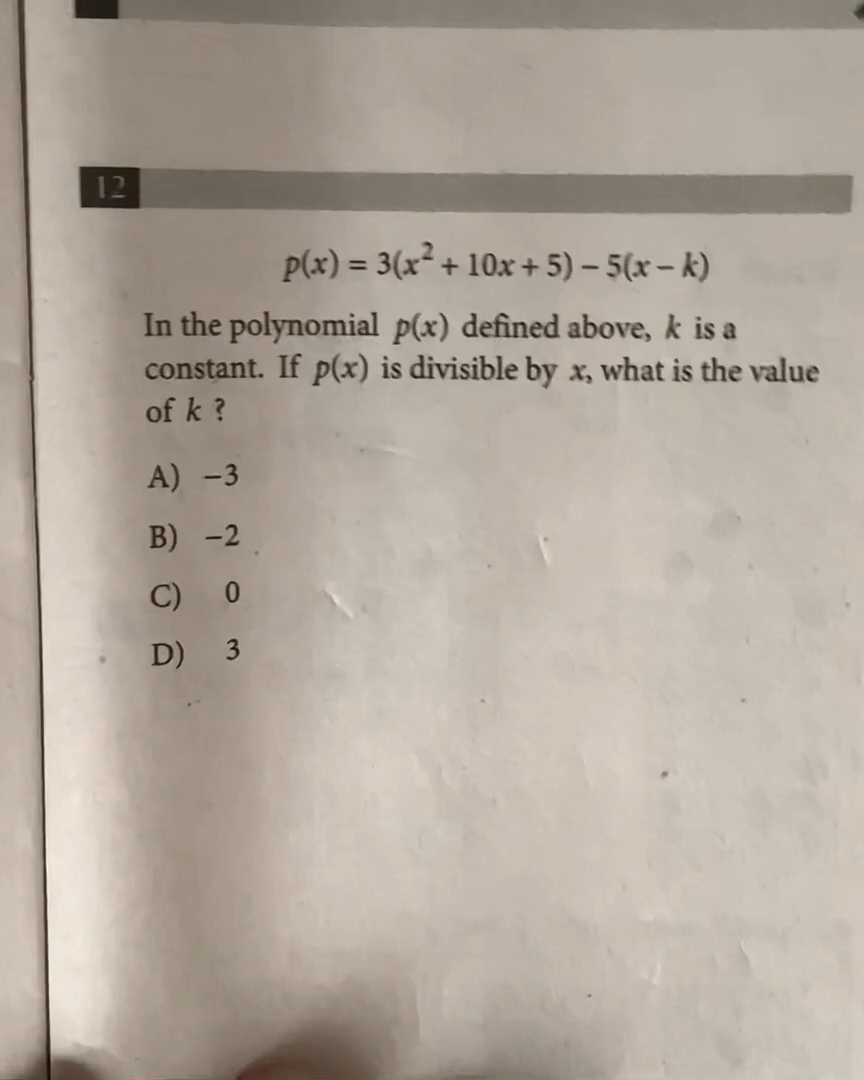 12
p(x) = 3(x² + 10x + 5) – 5(x – k)
In the polynomial p(x) defined above, k is a
constant. If p(x) is divisible by x, what is the value
of k ?
A) –3
B) –2
C) 0
D) 3